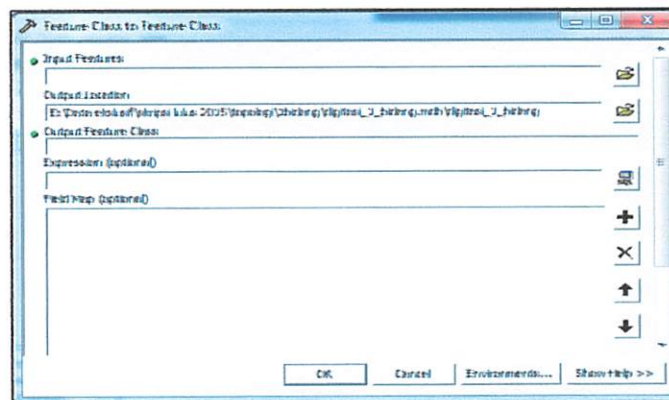 Feature Class to Feature Class
Input Features
Output Location
Output Feature Class
Expression (optional)
Field Map (optional)
OK
Cancel
Environments...
Show Help >>